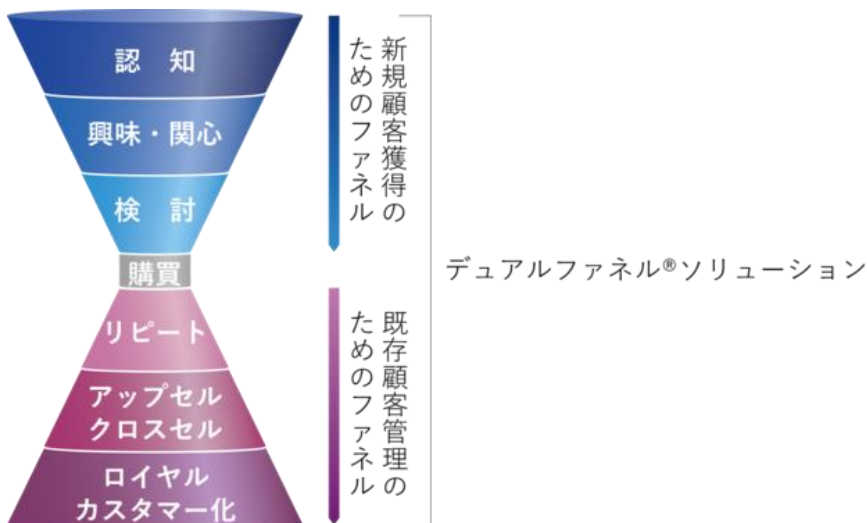 認 知
興味・関心
検 討
購買
リピート
アップセル
クロスセル
ロイヤル
カスタマー化
新規顧客獲得の
ためのファネル
既存顧客管理の
ためのファネル
デュアルファネル®ソリューション